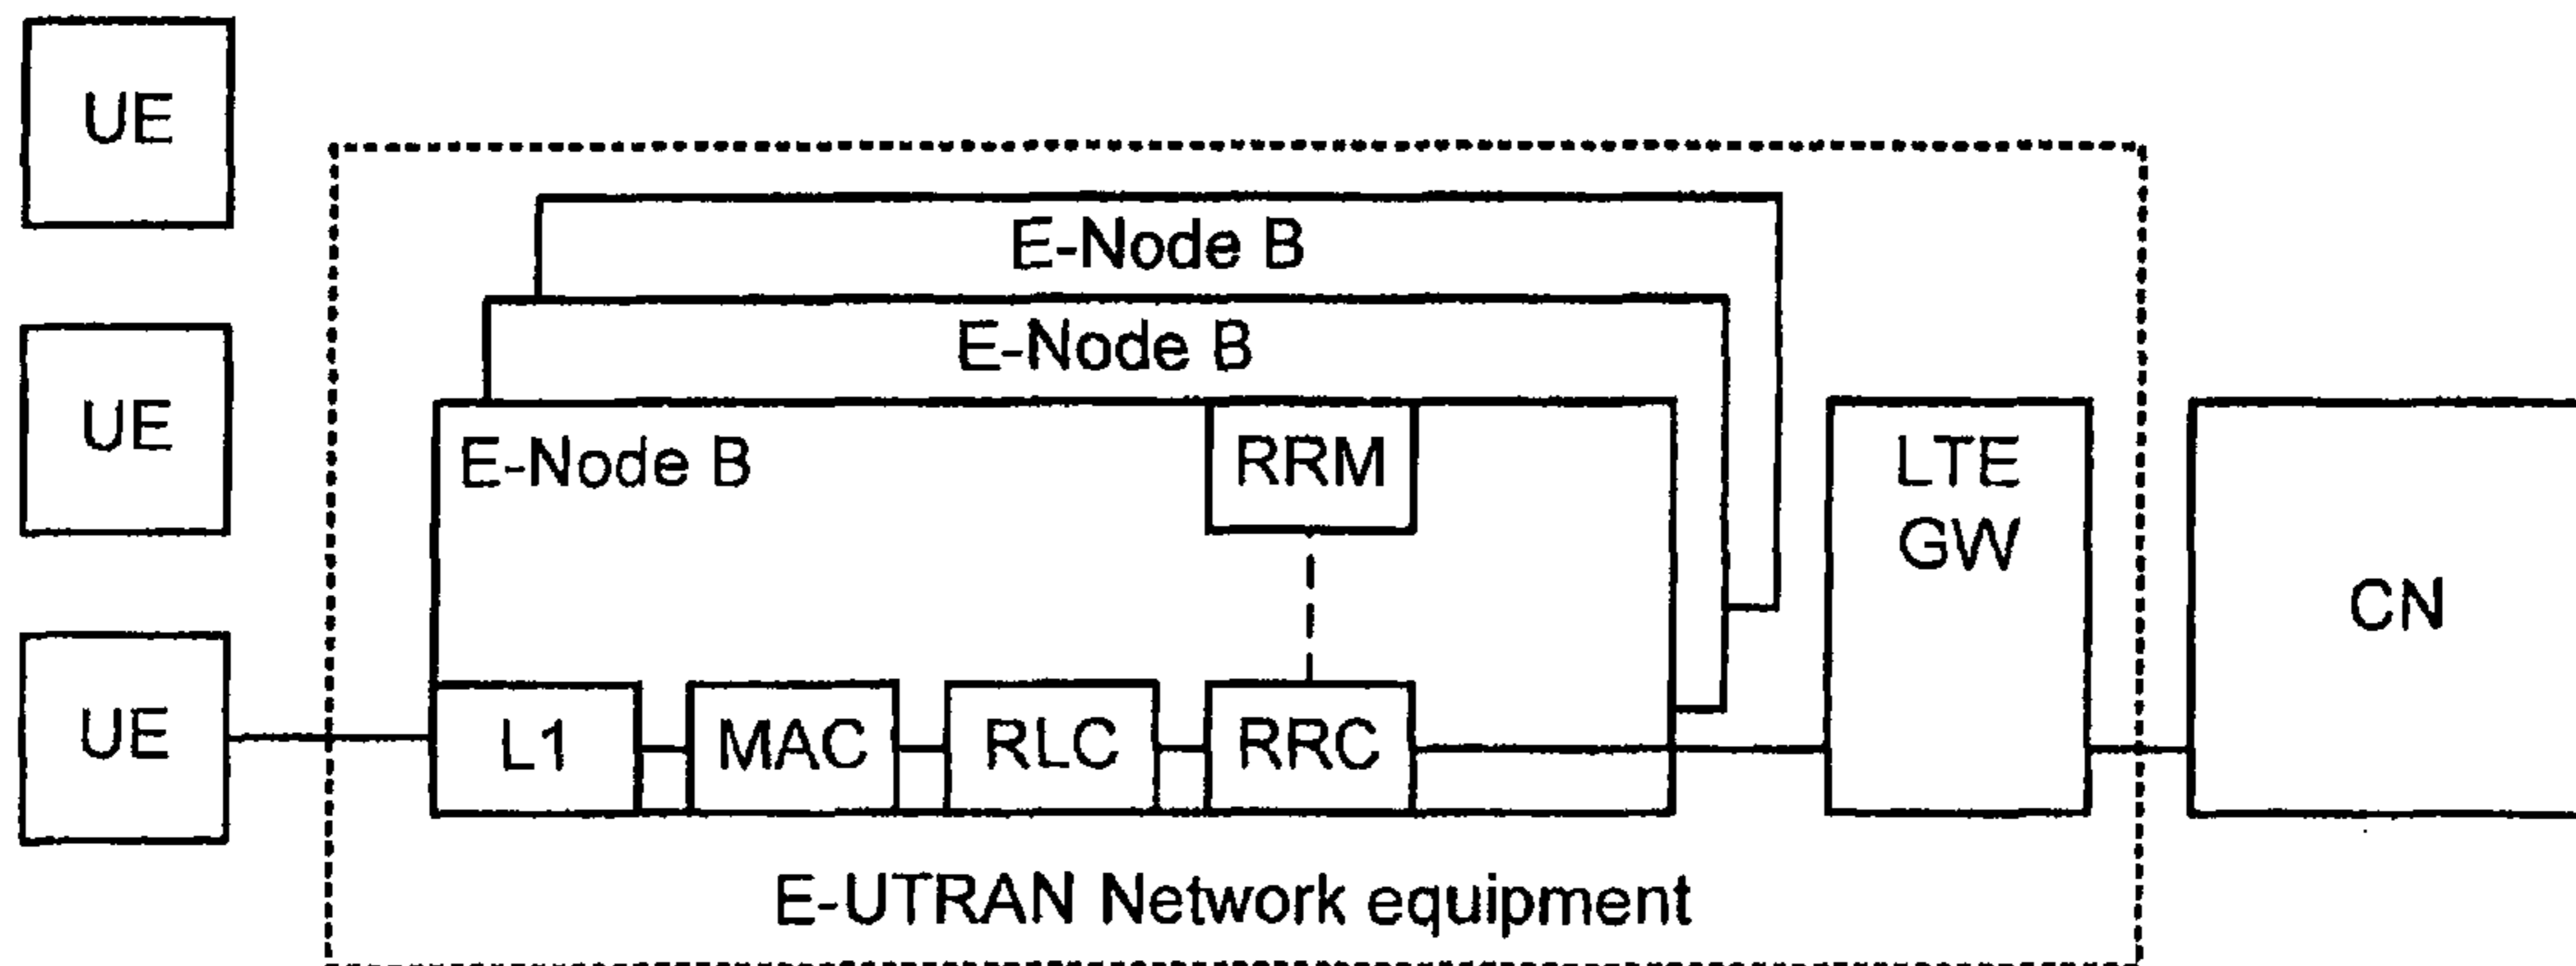 UE
E-Node B
E-Node B
UE
E-Node B
RRM
LTE
GW
CN
UE
L1
MAC
RLC
RRC
E-UTRAN Network equipment